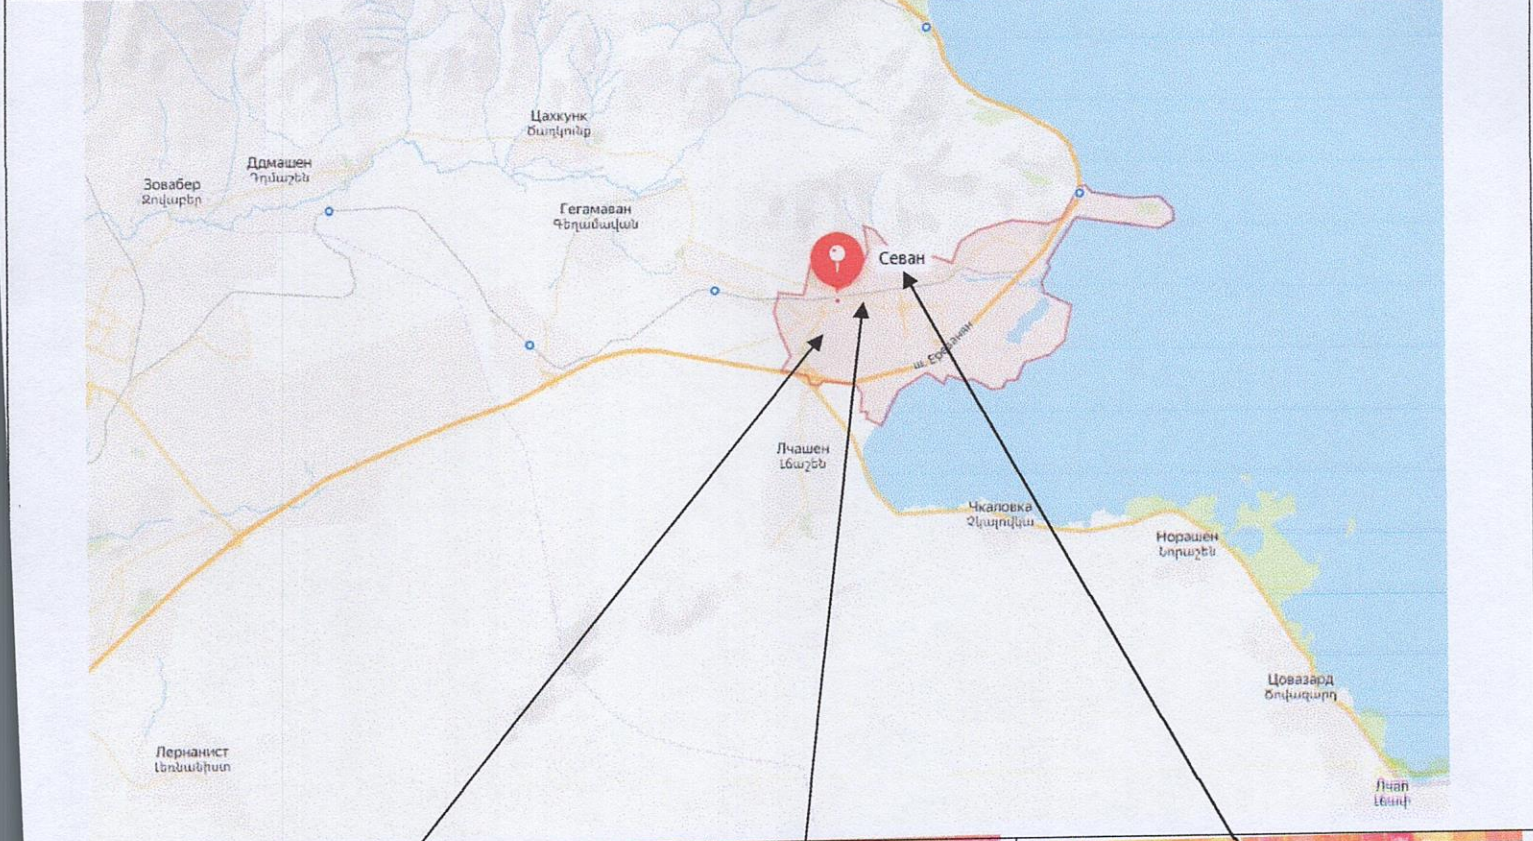 Цахкунк
Ծաղկունք
Ддмашен
Դդմաշեն
Зовабер
Զովաբեր
Гегамаван
Գեղամավան
Севан
ш. Ереванян
Лчашен
Լճաշեն
Чкаловка
Չկալովկա
Норашен
Նորաշեն
Цовазард
Ծովազարդ
Лернанист
Լեռնանիստ
Лчап
Լճափ